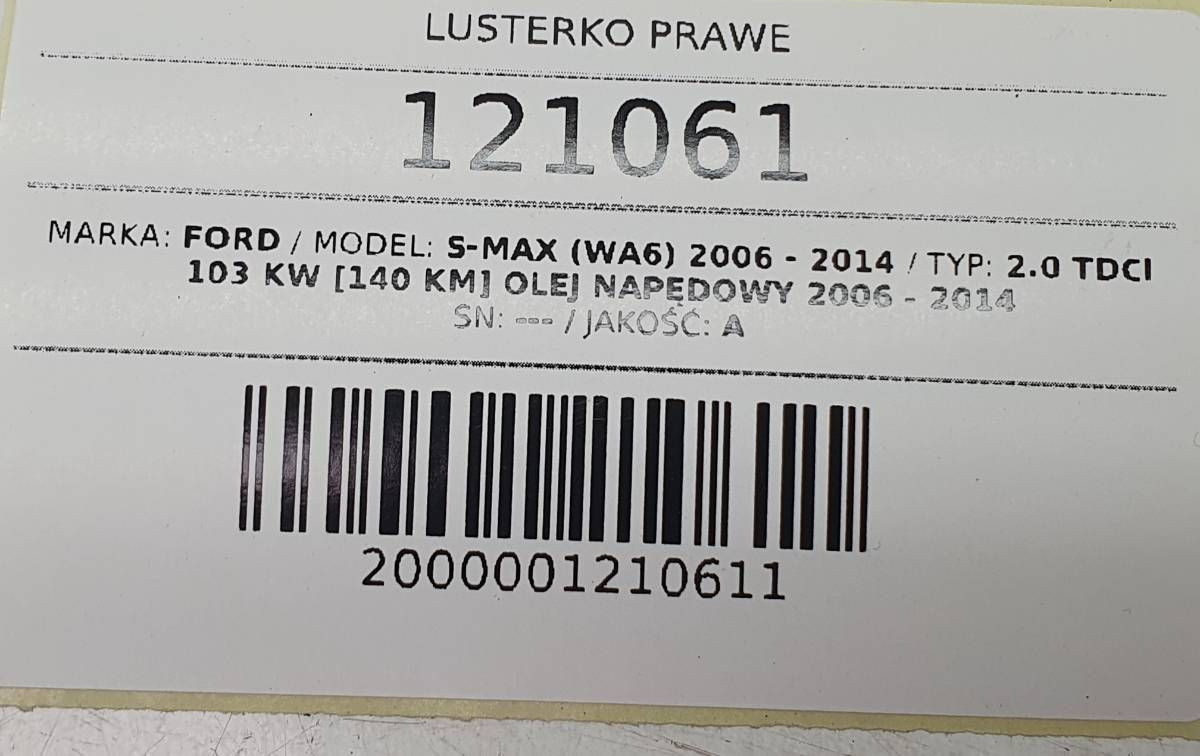 LUSTERKO PRAWE
121061
MARKA: FORD / MODEL: S-MAX (WA6) 2006 - 2014 / TYP: 2.0 TDCI
103 KW [140 KM] OLEJ NAPĘDOWY 2006 - 2014
SN: --- / JAKOŚĆ: A
2000001210611